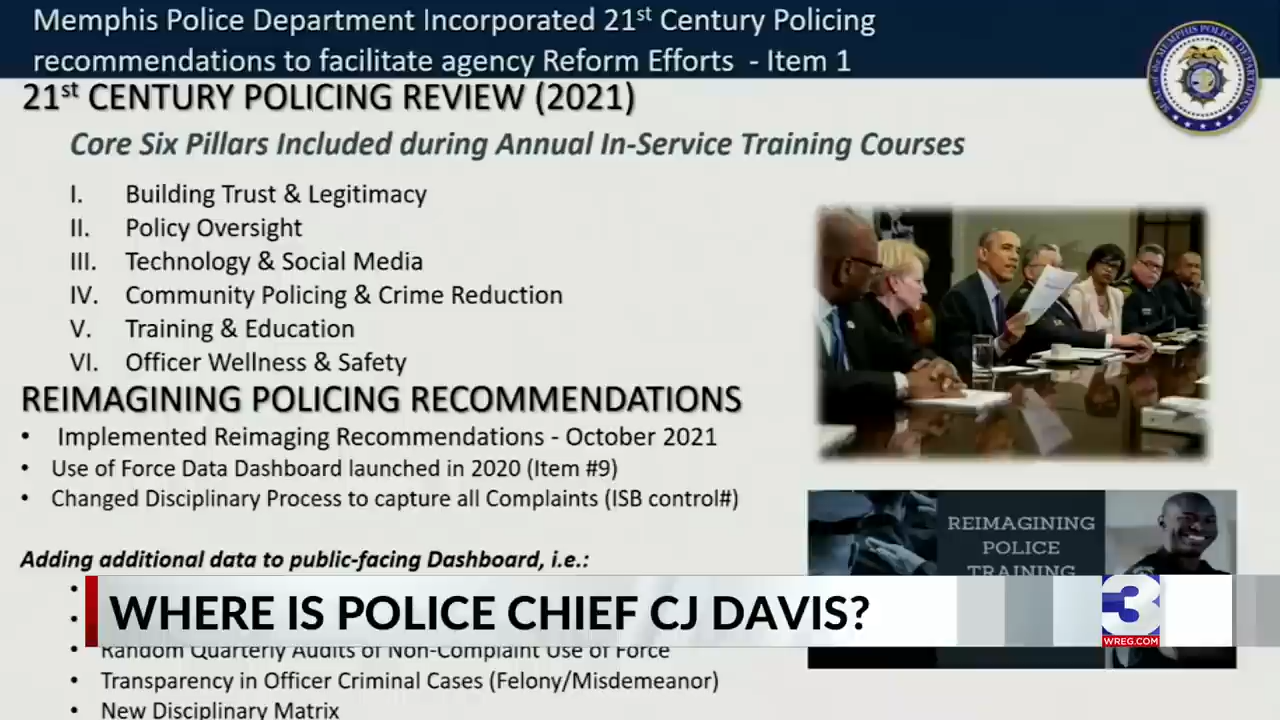 Memphis Police Department Incorporated 21st Century Policing
recommendations to facilitate agency Reform Efforts - Item 1
21st CENTURY POLICING REVIEW (2021)
Core Six Pillars Included during Annual In-Service Training Courses
I. Building Trust & Legitimacy
II. Policy Oversight
III. Technology & Social Media
IV. Community Policing & Crime Reduction
V. Training & Education
VI. Officer Wellness & Safety
REIMAGINING POLICING RECOMMENDATIONS
• Implemented Reimaging Recommendations - October 2021
• Use of Force Data Dashboard launched in 2020 (Item #9)
• Changed Disciplinary Process to capture all Complaints (ISB control#)
Adding additional data to public-facing Dashboard, i.e.:
•
•
• Random Quarterly Audits of Non-Complaint Use of Force
• Transparency in Officer Criminal Cases (Felony/Misdemeanor)
• New Disciplinary Matrix
REIMAGINING
POLICE
TRAINING
WHERE IS POLICE CHIEF CJ DAVIS?
3
WREG.COM